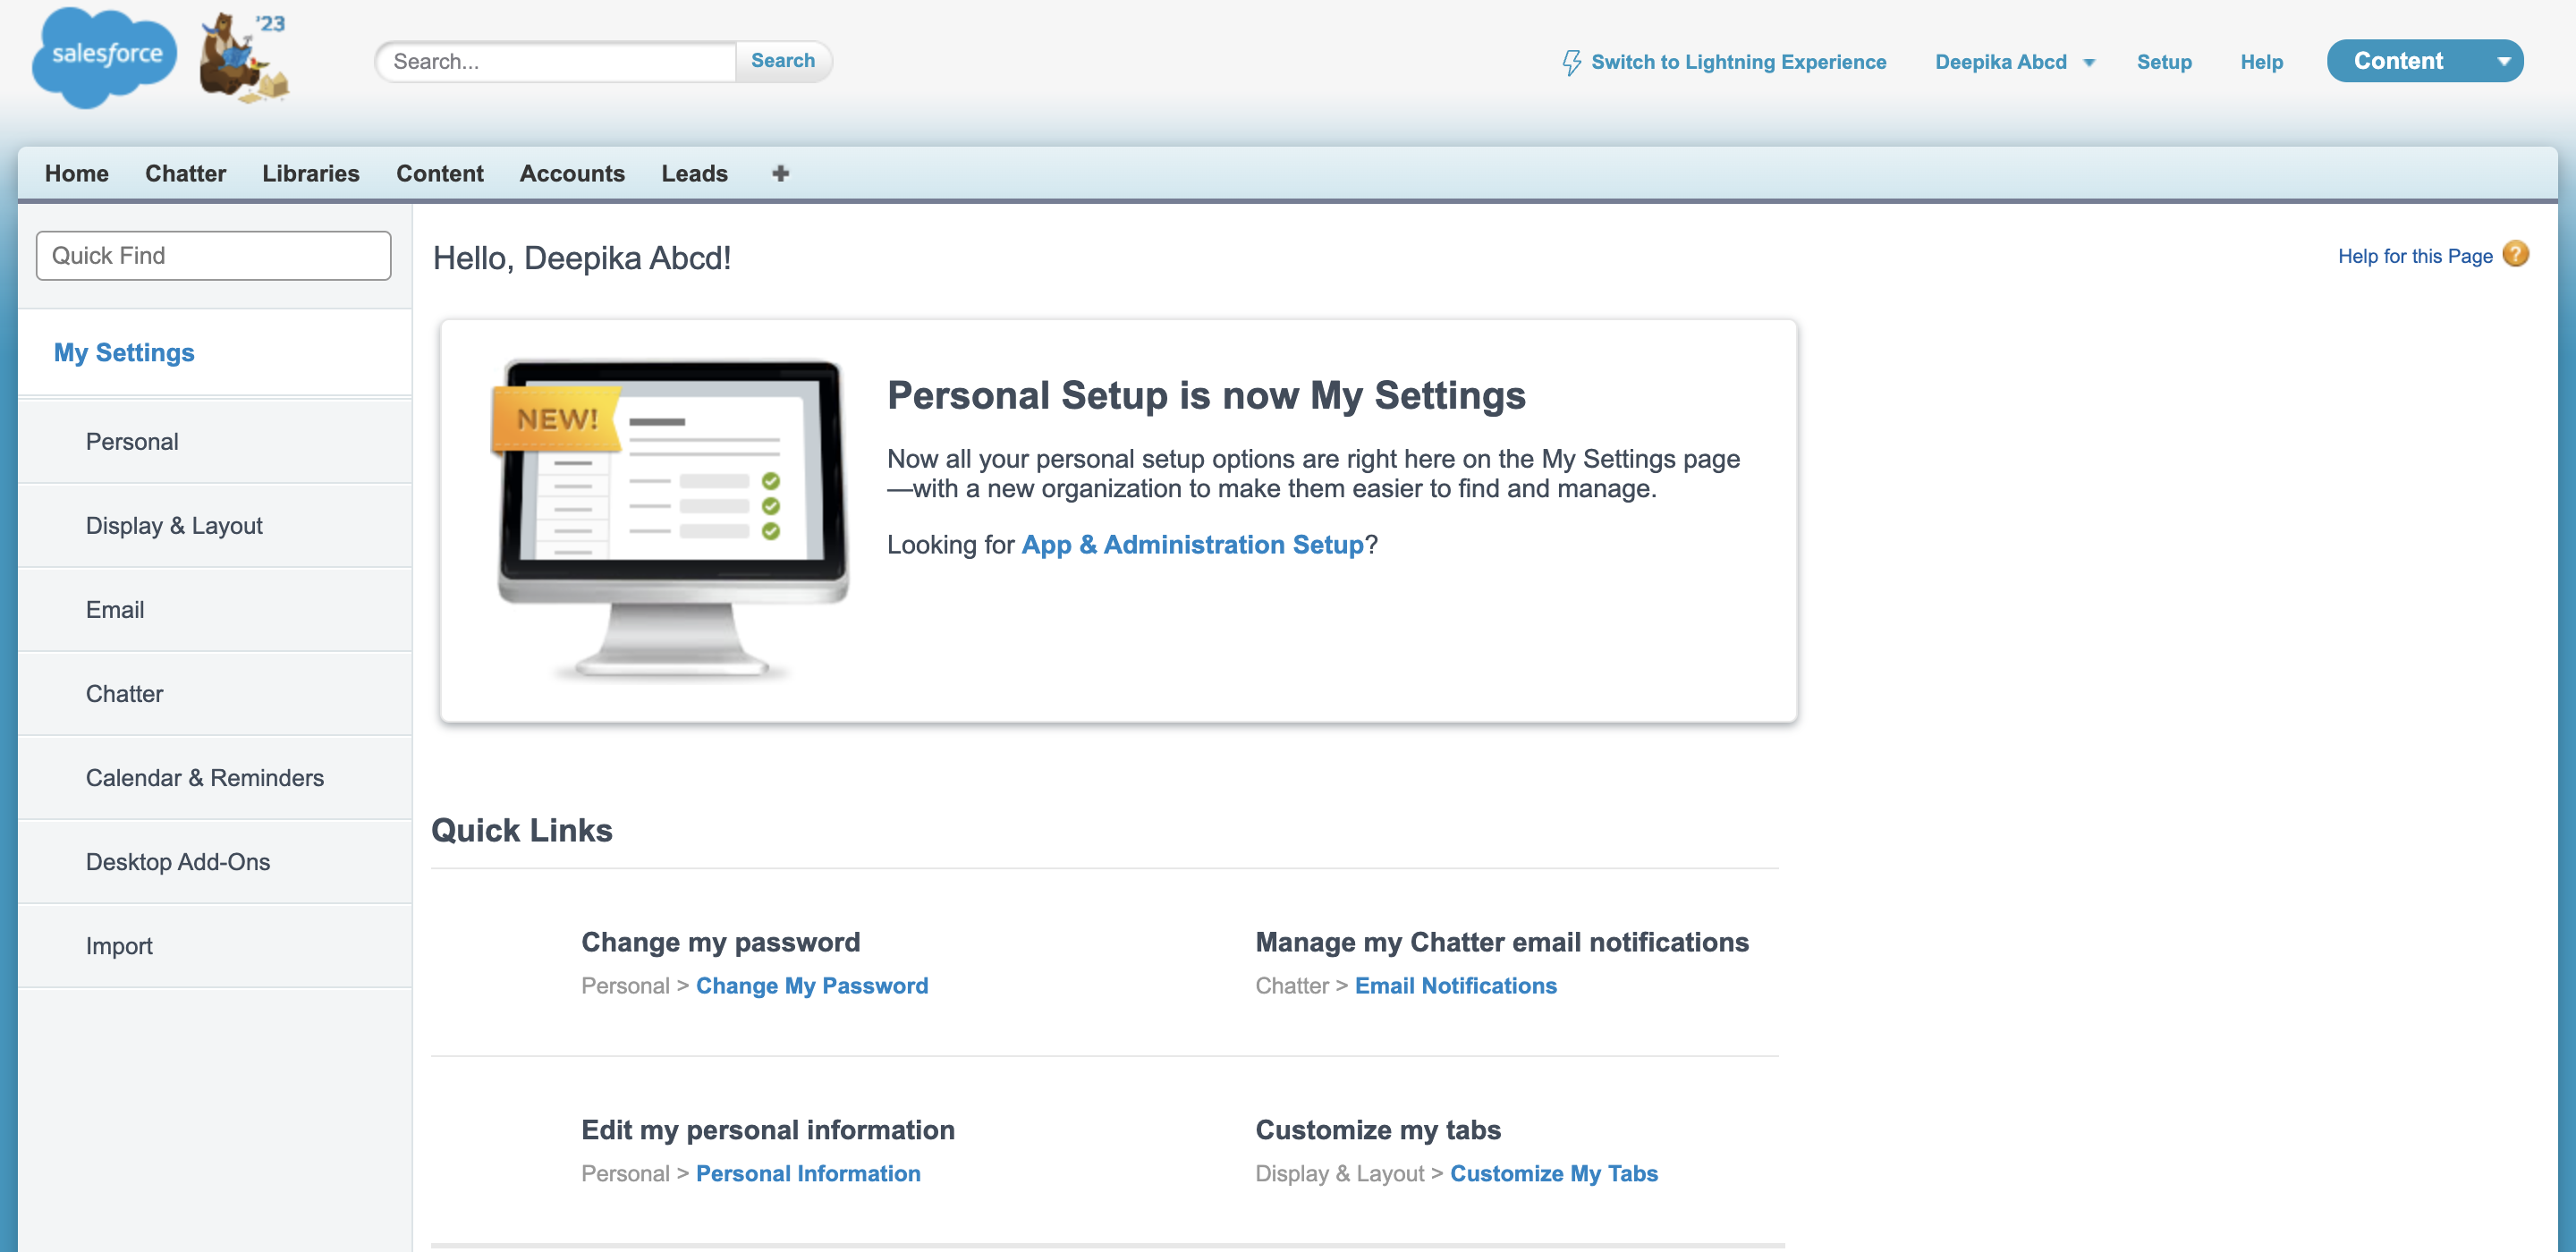 salesforce
'23
Search...
Search
Switch to Lightning Experience
Deepika Abcd
Setup
Help
Content
Home
Chatter
Libraries
Content
Accounts
Leads
Quick Find
My Settings
Personal
Display & Layout
Email
Chatter
Calendar & Reminders
Desktop Add-Ons
Import
Hello, Deepika Abcd!
Help for this Page
NEW!
Personal Setup is now My Settings
Now all your personal setup options are right here on the My Settings page
—with a new organization to make them easier to find and manage.
Looking for App & Administration Setup?
Quick Links
Change my password
Personal > Change My Password
Manage my Chatter email notifications
Chatter > Email Notifications
Edit my personal information
Personal > Personal Information
Customize my tabs
Display & Layout > Customize My Tabs